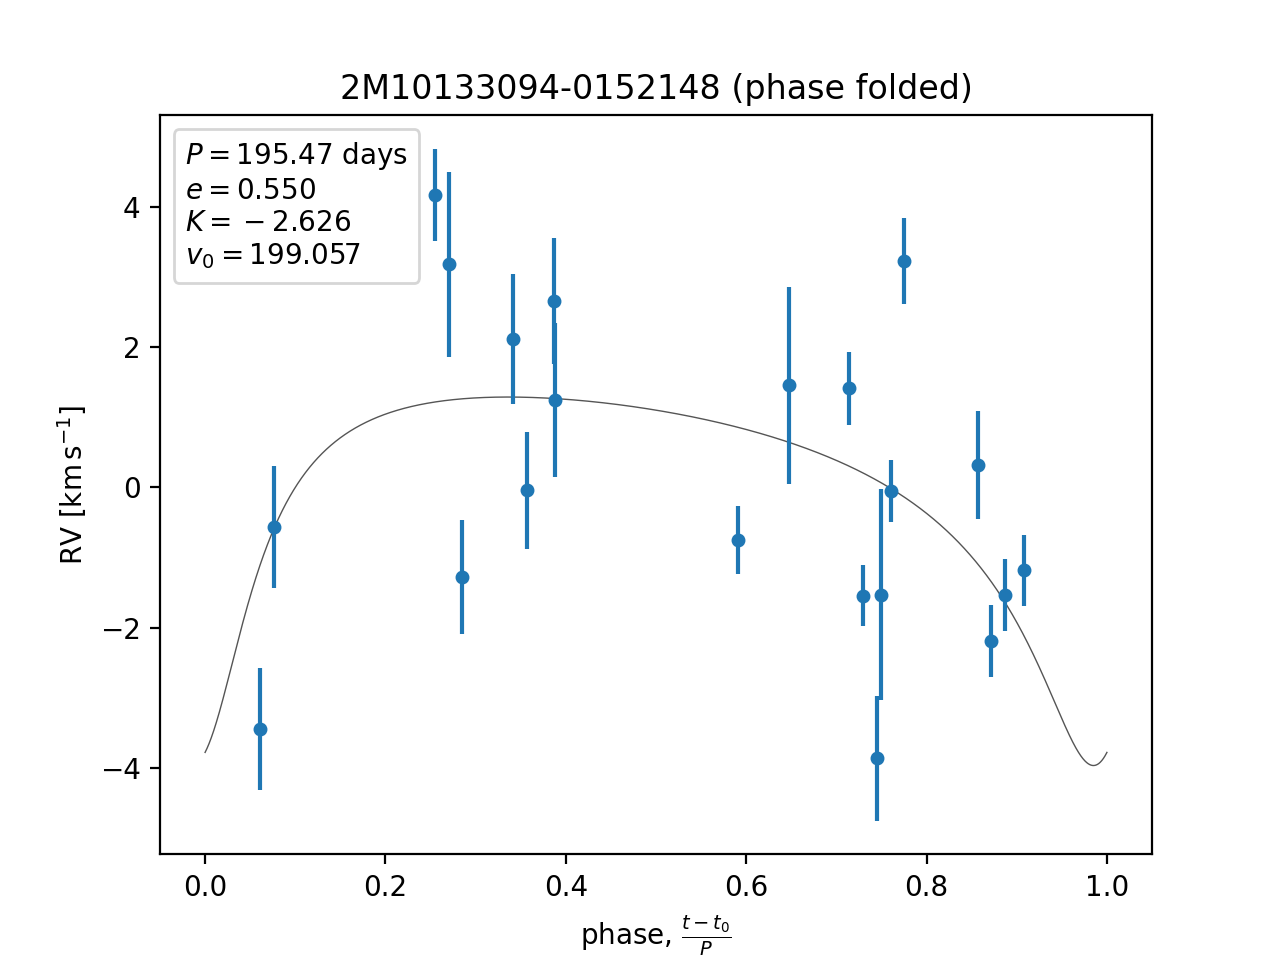 2M10133094-0152148 (phase folded)
P = 195.47 days
e = 0.550
K = −2.626
v₀ = 199.057
4
2
0
−2
−4
RV [km s⁻¹]
0.0 0.2 0.4 0.6 0.8 1.0
phase, (t − t₀)/P